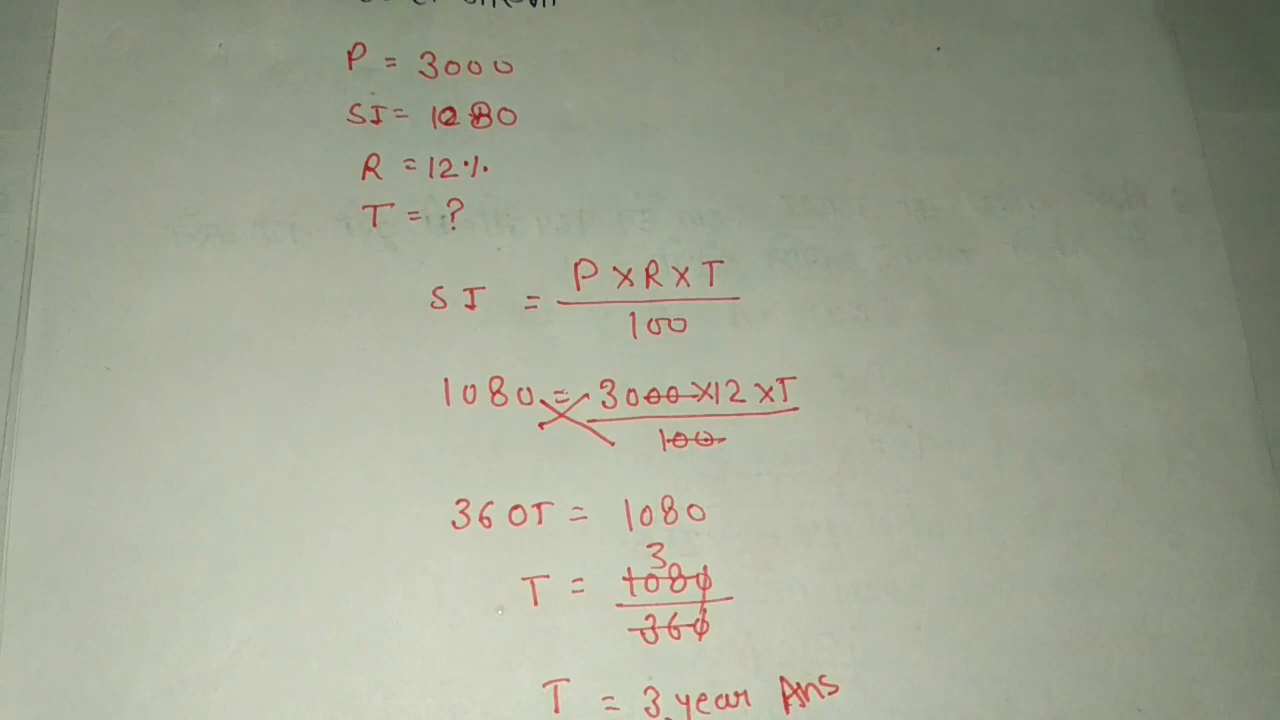 P = 3000
SI = 1080
R = 12%
T = ?
SI = P×R×T
100
1080 = 3000×12×T
100
360T = 1080
3
T = 1080
360
T = 3 year Ans